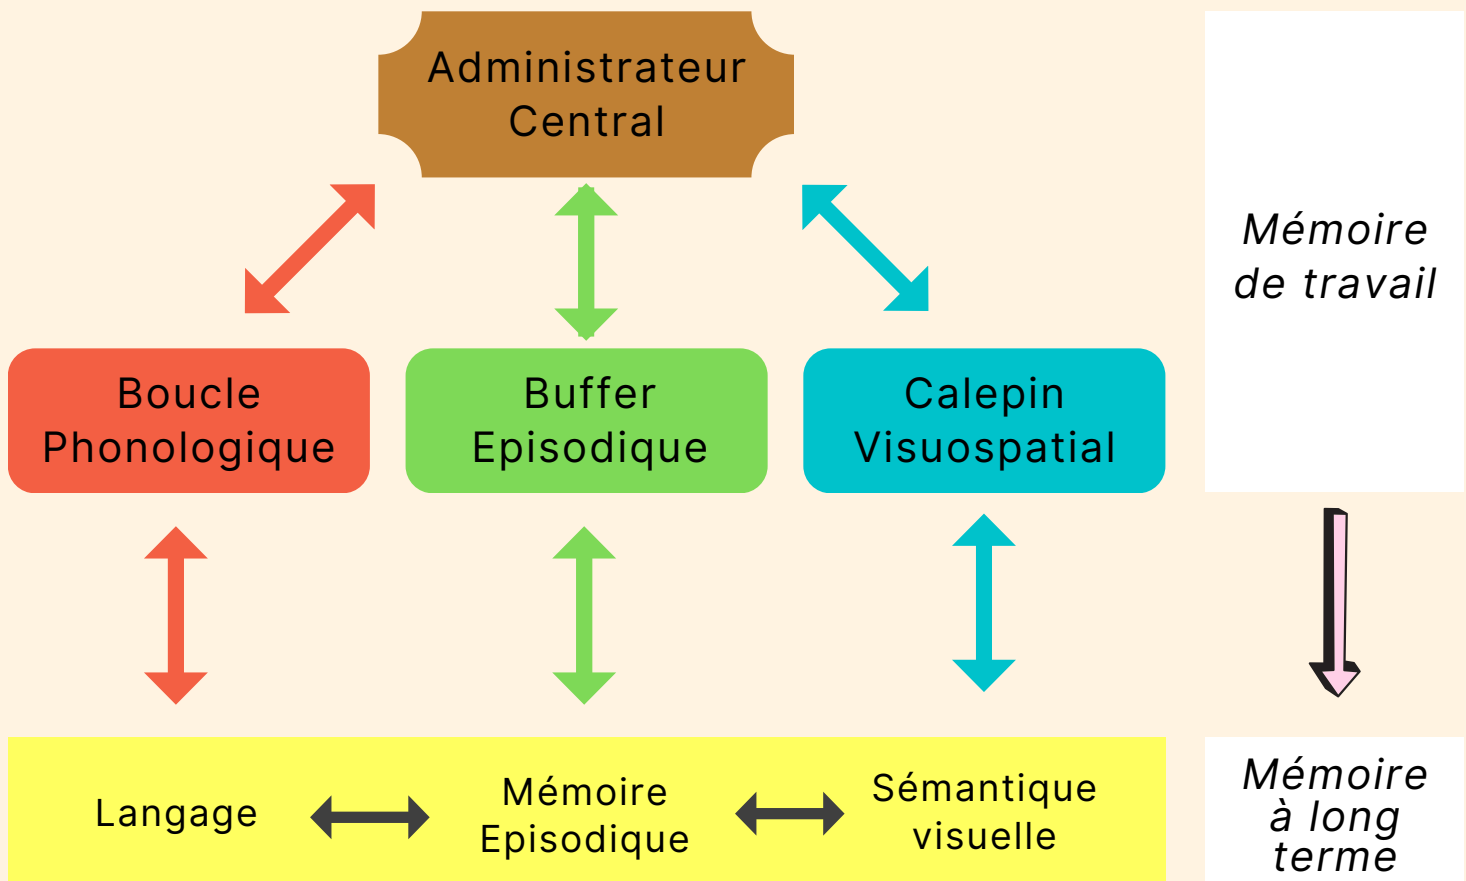 Administrateur
Central
Mémoire
de travail
Boucle
Phonologique
Buffer
Episodique
Calepin
Visuospatial
Langage
Mémoire
Episodique
Sémantique
visuelle
Mémoire
à long
terme